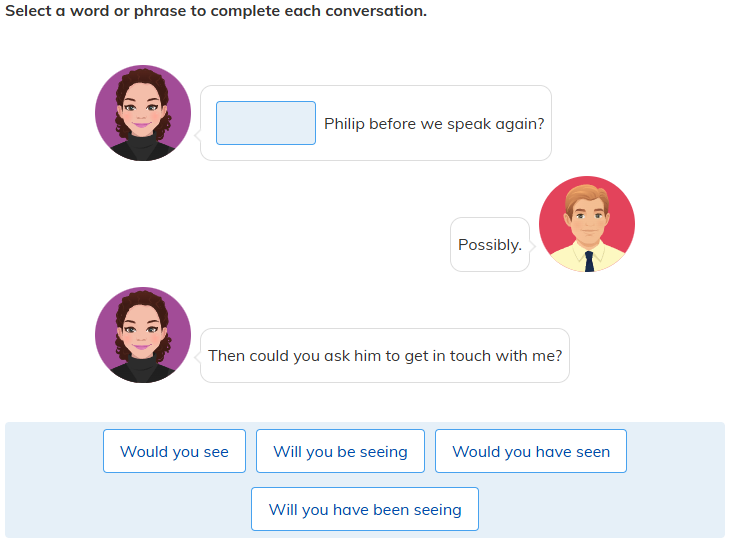 Select a word or phrase to complete each conversation.
Philip before we speak again?
Possibly.
Then could you ask him to get in touch with me?
Would you see
Will you be seeing
Would you have seen
Will you have been seeing